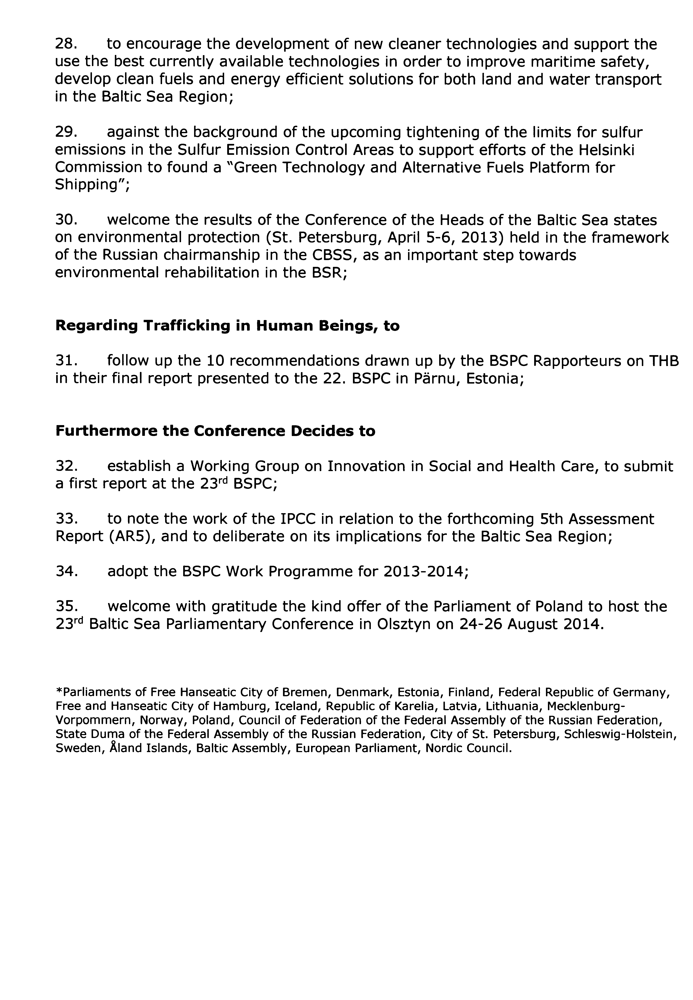 28. to encourage the development of new cleaner technologies and support the
use the best currently available technologies in order to improve maritime safety,
develop clean fuels and energy efficient solutions for both land and water transport
in the Baltic Sea Region;
29. against the background of the upcoming tightening of the limits for sulfur
emissions in the Sulfur Emission Control Areas to support efforts of the Helsinki
Commission to found a "Green Technology and Alternative Fuels Platform for
Shipping";
30. welcome the results of the Conference of the Heads of the Baltic Sea states
on environmental protection (St. Petersburg, April 5-6, 2013) held in the framework
of the Russian chairmanship in the CBSS, as an important step towards
environmental rehabilitation in the BSR;
Regarding Trafficking in Human Beings, to
31. follow up the 10 recommendations drawn up by the BSPC Rapporteurs on THB
in their final report presented to the 22. BSPC in Pärnu, Estonia;
Furthermore the Conference Decides to
32. establish a Working Group on Innovation in Social and Health Care, to submit
a first report at the 23rd BSPC;
33. to note the work of the IPCC in relation to the forthcoming 5th Assessment
Report (AR5), and to deliberate on its implications for the Baltic Sea Region;
34. adopt the BSPC Work Programme for 2013-2014;
35. welcome with gratitude the kind offer of the Parliament of Poland to host the
23rd Baltic Sea Parliamentary Conference in Olsztyn on 24-26 August 2014.
*Parliaments of Free Hanseatic City of Bremen, Denmark, Estonia, Finland, Federal Republic of Germany,
Free and Hanseatic City of Hamburg, Iceland, Republic of Karelia, Latvia, Lithuania, Mecklenburg-
Vorpommern, Norway, Poland, Council of Federation of the Federal Assembly of the Russian Federation,
State Duma of the Federal Assembly of the Russian Federation, City of St. Petersburg, Schleswig-Holstein,
Sweden, Åland Islands, Baltic Assembly, European Parliament, Nordic Council.